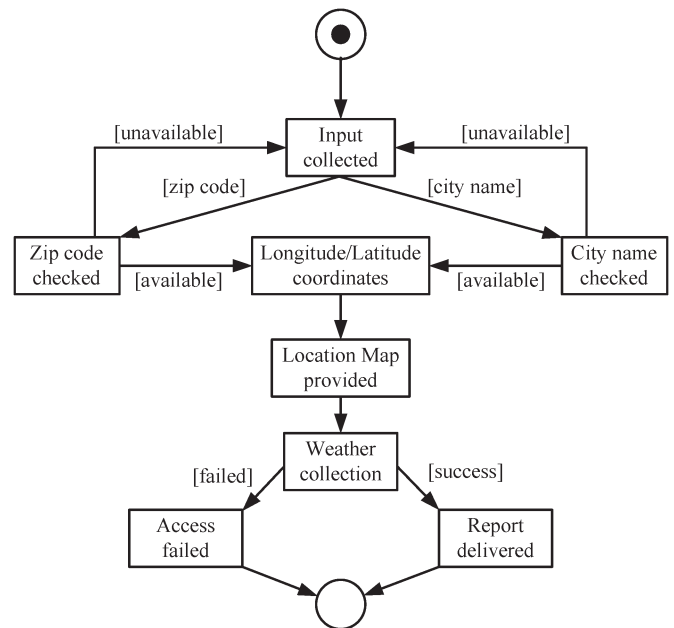 Input
collected
[unavailable]
[unavailable]
[zip code]
[city name]
Zip code
checked
Longitude/Latitude
coordinates
City name
checked
[available]
[available]
Location Map
provided
Weather
collection
[failed]
[success]
Access
failed
Report
delivered